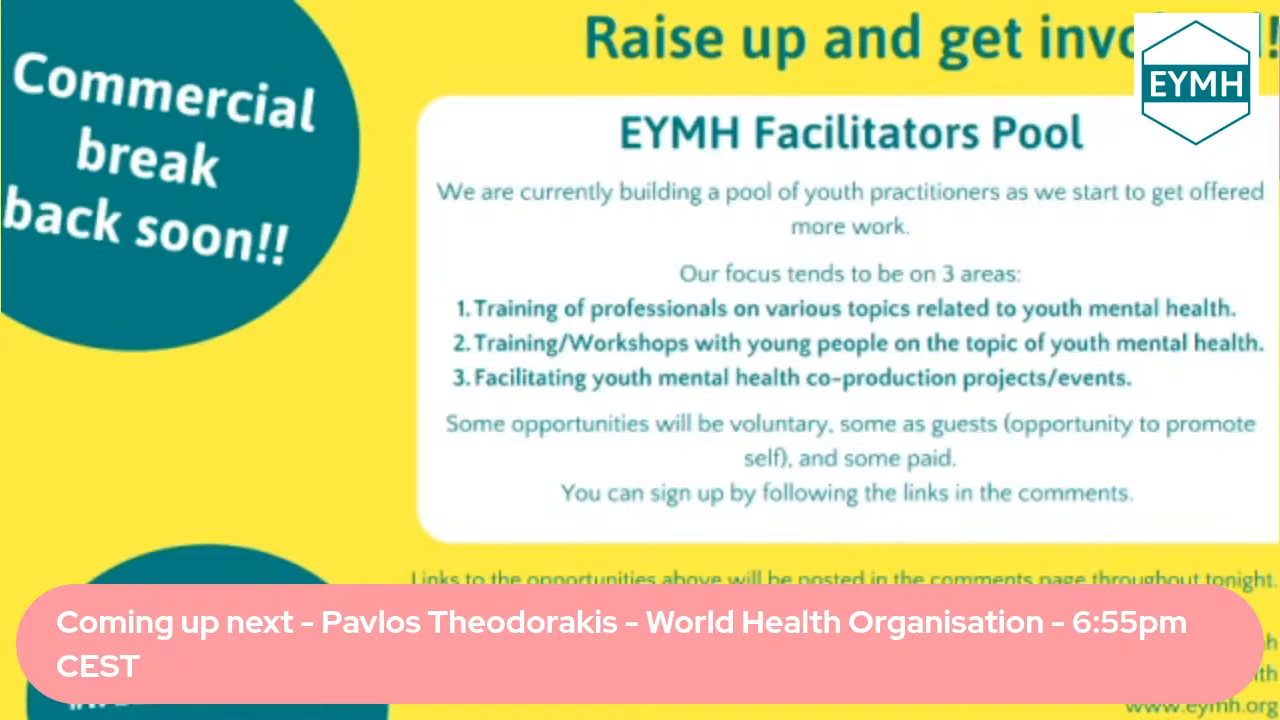 Commercial
break
back soon!!
Raise up and get
EYMH
EYMH Facilitators Pool
We are currently building a pool of youth practitioners as we start to get offered
more work.
Our focus tends to be on 3 areas:
1. Training of professionals on various topics related to youth mental health.
2. Training/Workshops with young people on the topic of youth mental health.
3. Facilitating youth mental health co-production projects/events.
Some opportunities will be voluntary, some as guests (opportunity to promote
self), and some paid.
You can sign up by following the links in the comments.
Links to the opportunities above will be posted in the comments page throughout tonight.
Coming up next - Pavlos Theodorakis - World Health Organisation - 6:55pm
CEST
www.eymh.org